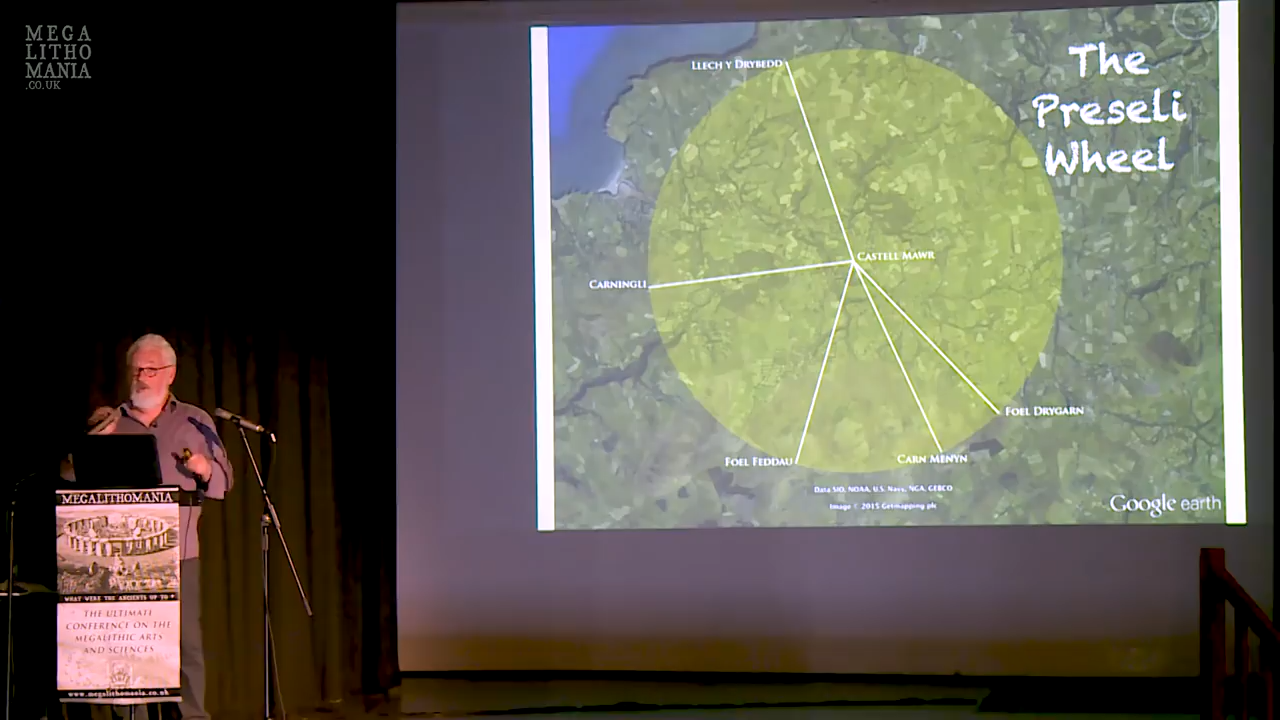 MEGA
LITHO
MANIA
.CO.UK
The
Preseli
Wheel
Llech y Drybedd
Castell Mawr
Carningli
Foel Drygarn
Foel Feddau
Carn Menyn
Data SIO, NOAA, U.S. Navy, NGA, GEBCO
Image © 2015 Getmapping plc
Google earth
MEGALITHOMANIA
WHAT WERE THE ANCIENTS UP TO ?
THE ULTIMATE
CONFERENCE ON THE
MEGALITHIC ARTS
AND SCIENCES
www.megalithomania.co.uk